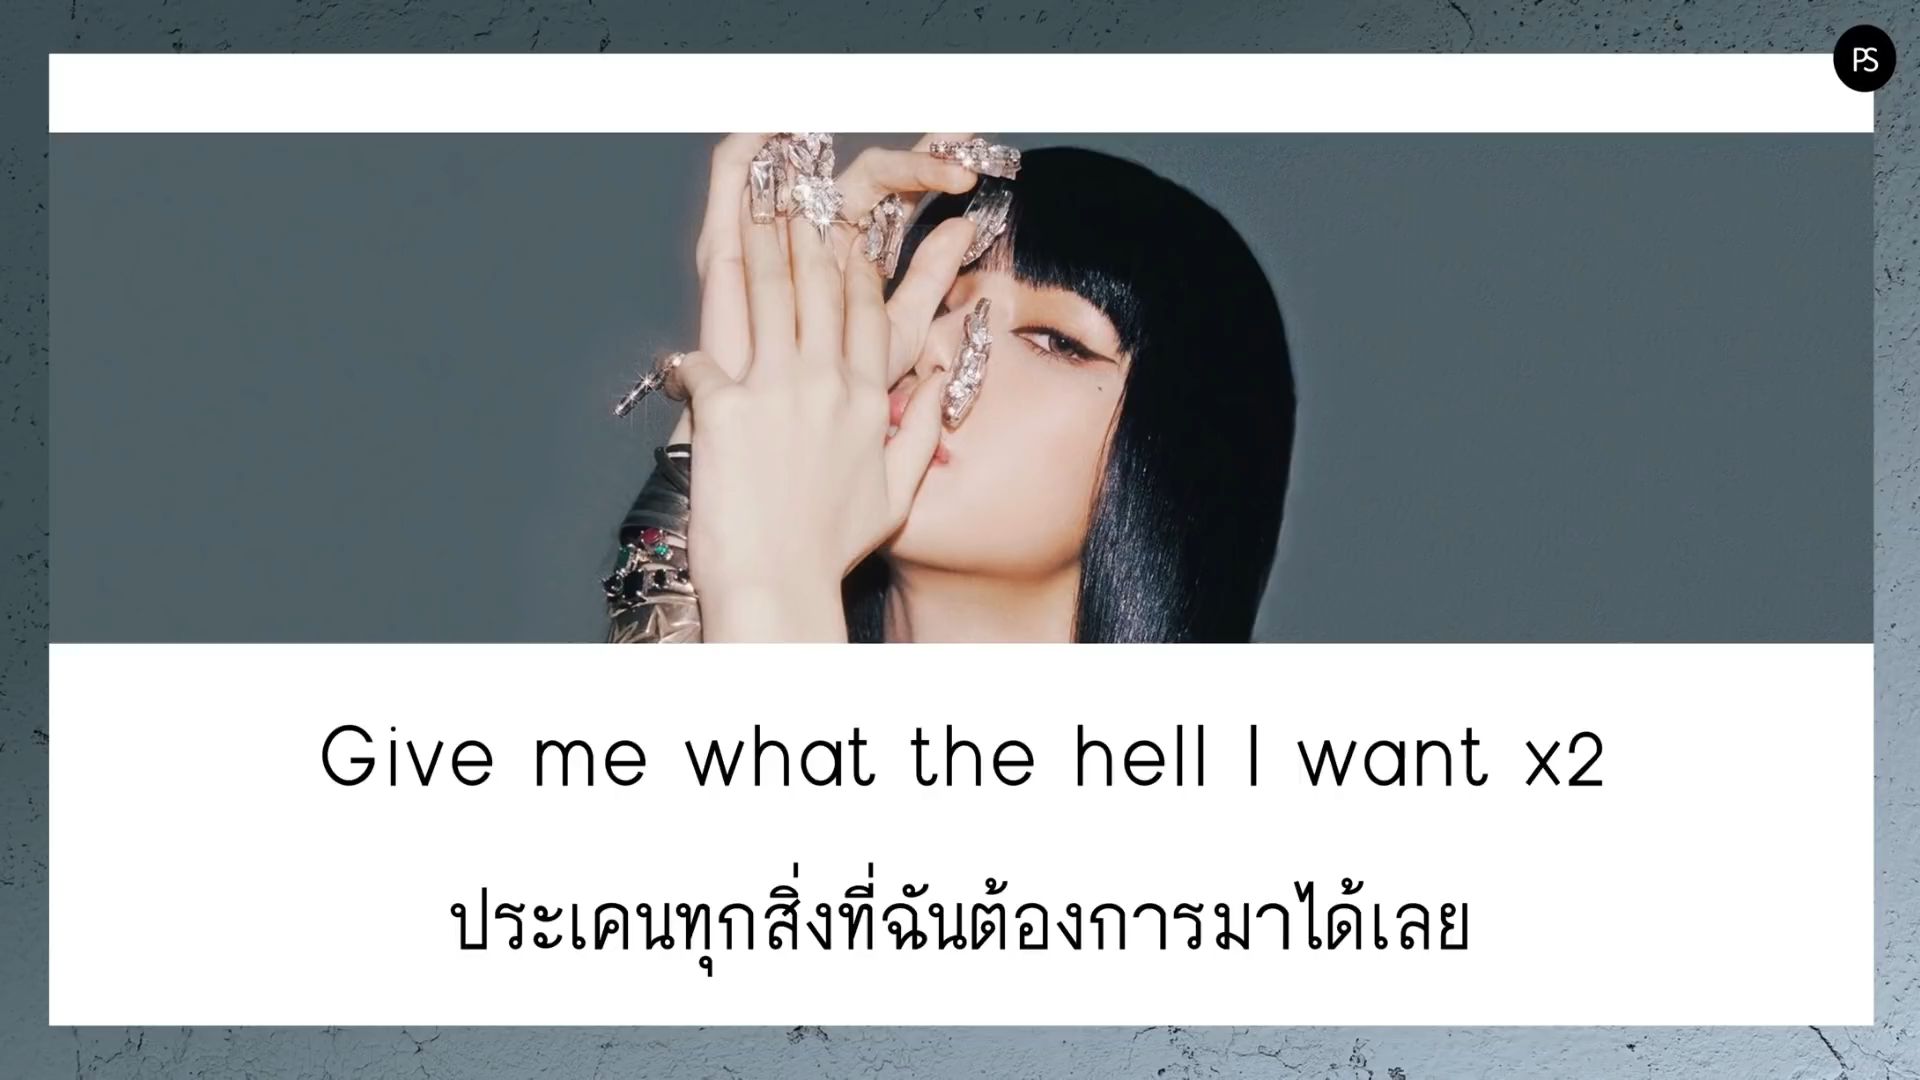 PS
Give me what the hell I want x2
ประเคนทุกสิ่งที่ฉันต้องการมาได้เลย